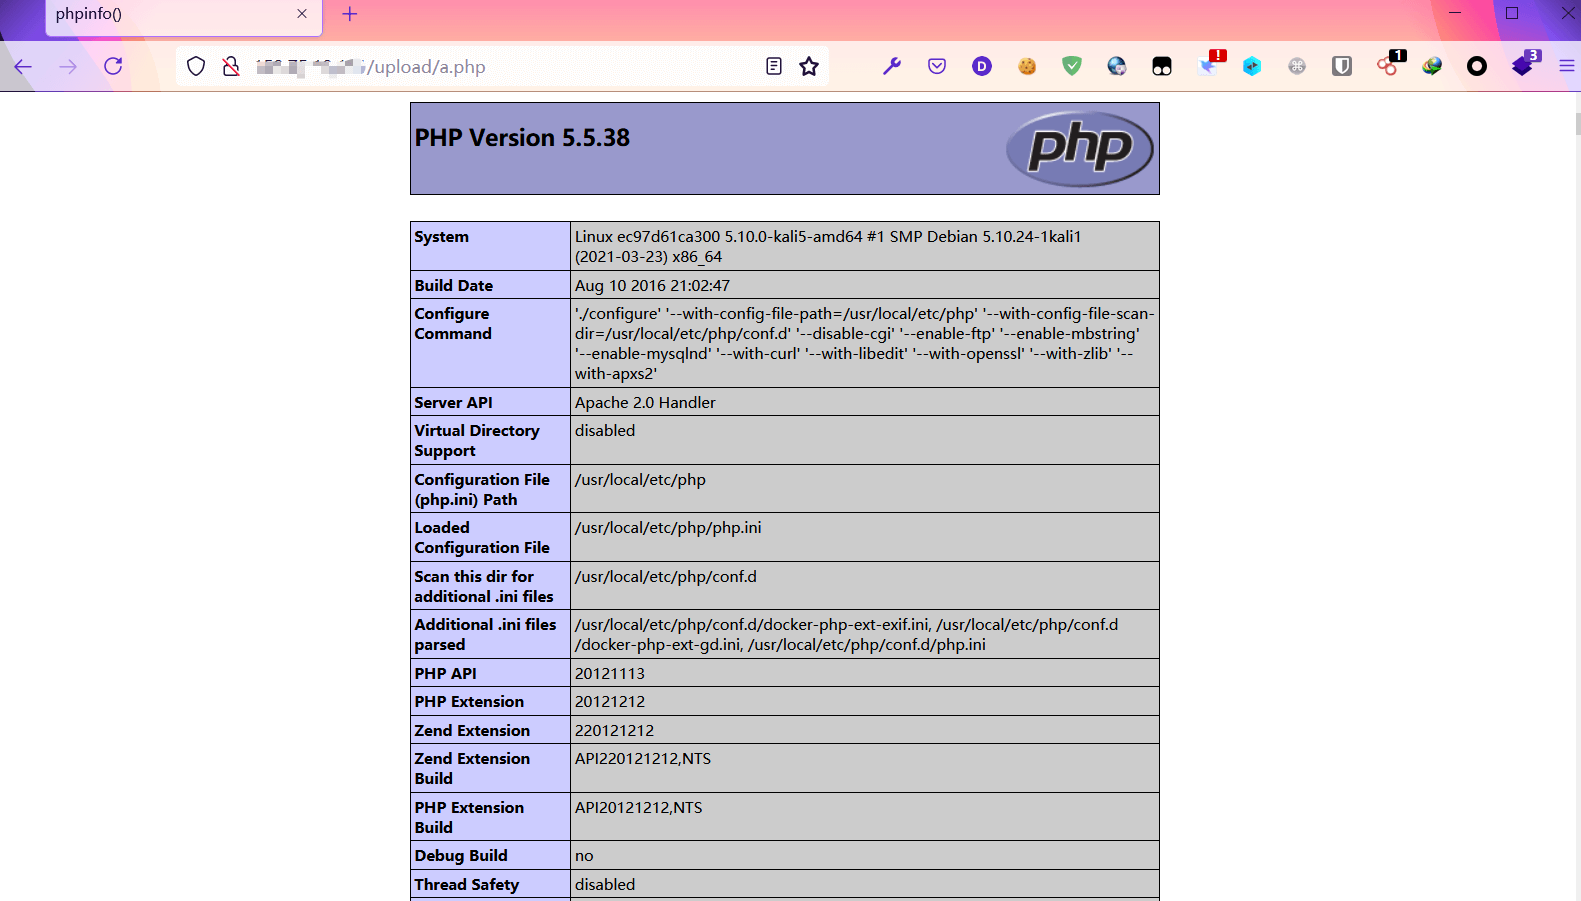 phpinfo()
/upload/a.php
D
!
1
3
PHP Version 5.5.38
php
System
Linux ec97d61ca300 5.10.0-kali5-amd64 #1 SMP Debian 5.10.24-1kali1
(2021-03-23) x86_64
Build Date
Aug 10 2016 21:02:47
Configure
Command
'./configure' '--with-config-file-path=/usr/local/etc/php' '--with-config-file-scan-
dir=/usr/local/etc/php/conf.d' '--disable-cgi' '--enable-ftp' '--enable-mbstring'
'--enable-mysqlnd' '--with-curl' '--with-libedit' '--with-openssl' '--with-zlib' '--
with-apxs2'
Server API
Apache 2.0 Handler
Virtual Directory
Support
disabled
Configuration File
(php.ini) Path
/usr/local/etc/php
Loaded
Configuration File
/usr/local/etc/php/php.ini
Scan this dir for
additional .ini files
/usr/local/etc/php/conf.d
Additional .ini files
parsed
/usr/local/etc/php/conf.d/docker-php-ext-exif.ini, /usr/local/etc/php/conf.d
/docker-php-ext-gd.ini, /usr/local/etc/php/conf.d/php.ini
PHP API
20121113
PHP Extension
20121212
Zend Extension
220121212
Zend Extension
Build
API220121212,NTS
PHP Extension
Build
API20121212,NTS
Debug Build
no
Thread Safety
disabled